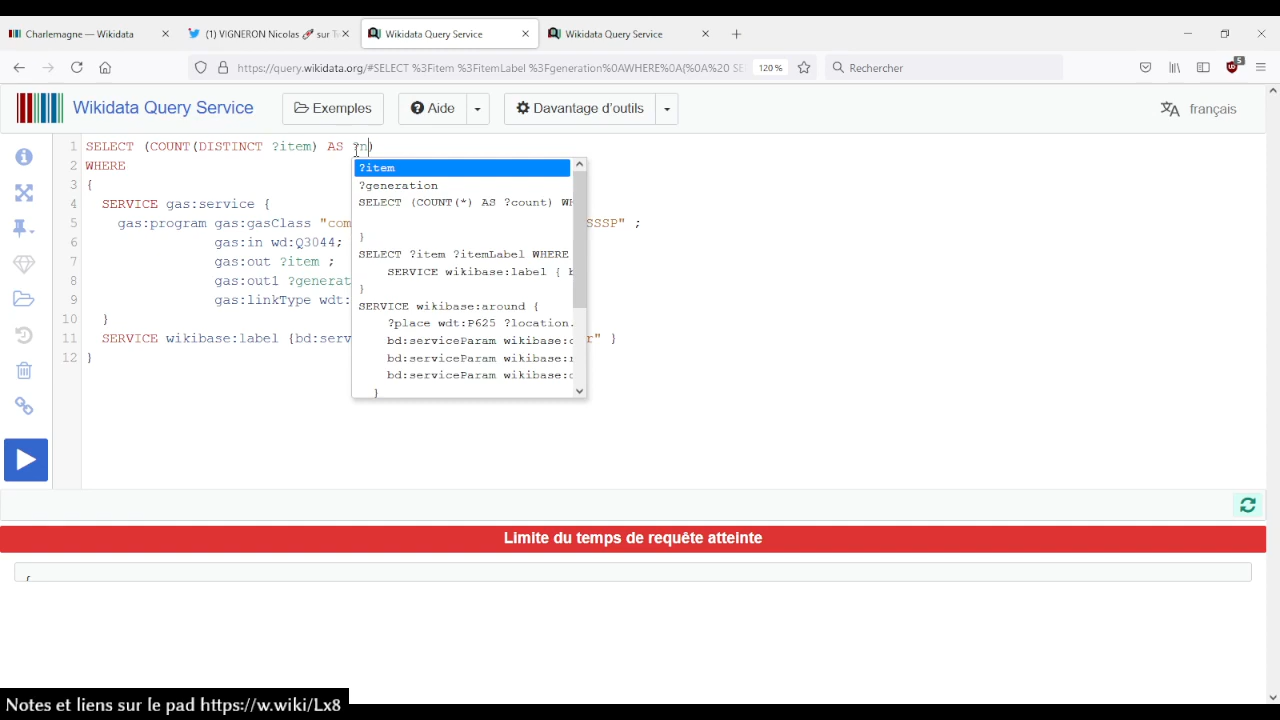 Charlemagne — Wikidata
(1) VIGNERON Nicolas 🚀 sur
Wikidata Query Service
Wikidata Query Service
https://query.wikidata.org/#SELECT %3Fitem %3FitemLabel %3Fgeneration%0AWHERE%0A{%0A%20 SE
120 %
Rechercher
5
Wikidata Query Service
Exemples
Aide
Davantage d'outils
français
1 SELECT (COUNT(DISTINCT ?item) AS ?n)
2 WHERE
3 {
4 SERVICE gas:service {
5 gas:program gas:gasClass "com SSSP" ;
6 gas:in wd:Q3044;
7 gas:out ?item ;
8 gas:out1 ?generat
9 gas:linkType wdt:
10 }
11 SERVICE wikibase:label {bd:serv r" }
12 }
?item
?generation
SELECT (COUNT(*) AS ?count) WH
}
SELECT ?item ?itemLabel WHERE
SERVICE wikibase:label { b
}
SERVICE wikibase:around {
?place wdt:P625 ?location.
bd:serviceParam wikibase:c
bd:serviceParam wikibase:r
bd:serviceParam wikibase:c
}
Limite du temps de requête atteinte
Notes et liens sur le pad https://w.wiki/Lx8